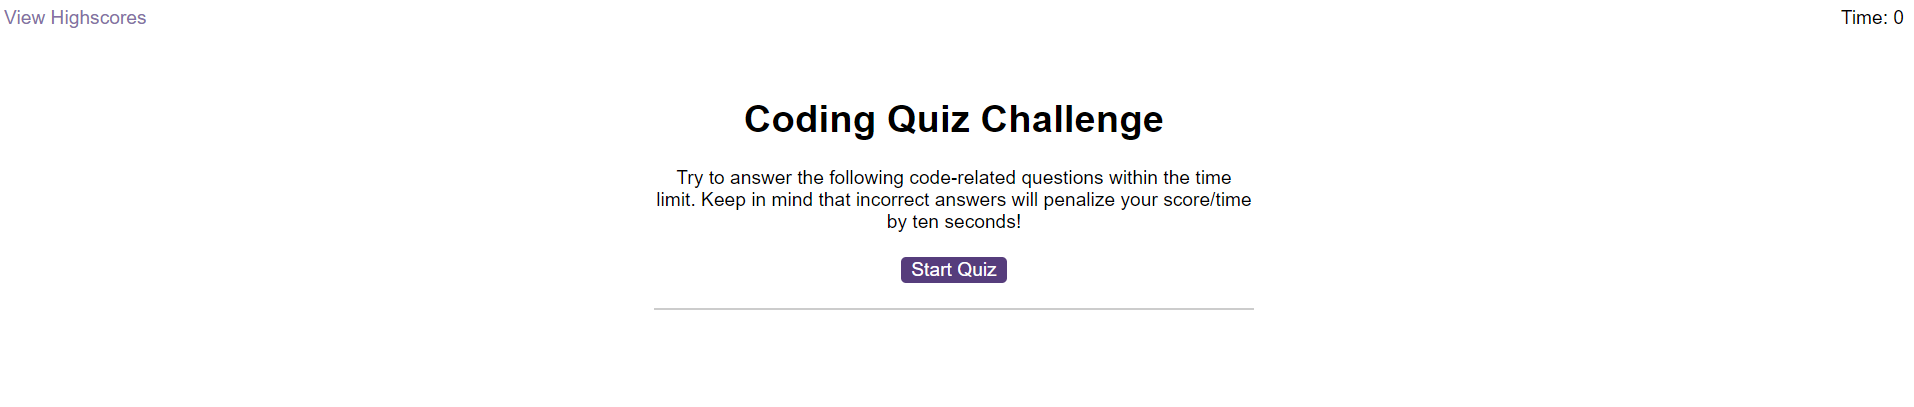 View Highscores
Time: 0
Coding Quiz Challenge
Try to answer the following code-related questions within the time
limit. Keep in mind that incorrect answers will penalize your score/time
by ten seconds!
Start Quiz